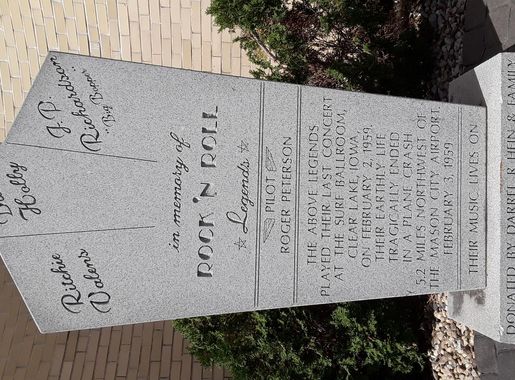 Ritchie
Valens
Holly
J.P.
Richardson
"Big Bopper"
in memory of
ROCK 'N ROLL
Legends
PILOT
ROGER PETERSON
THE ABOVE LEGENDS
PLAYED THEIR LAST CONCERT
AT THE SURF BALLROOM,
CLEAR LAKE, IOWA
ON FEBRUARY 2, 1959.
THEIR EARTHLY LIFE
TRAGICALLY ENDED
IN A PLANE CRASH
5.2 MILES NORTHWEST OF
THE MASON CITY AIRPORT
FEBRUARY 3, 1959
THEIR MUSIC LIVES ON
DONATED BY DARREL R. HEIN & FAMILY